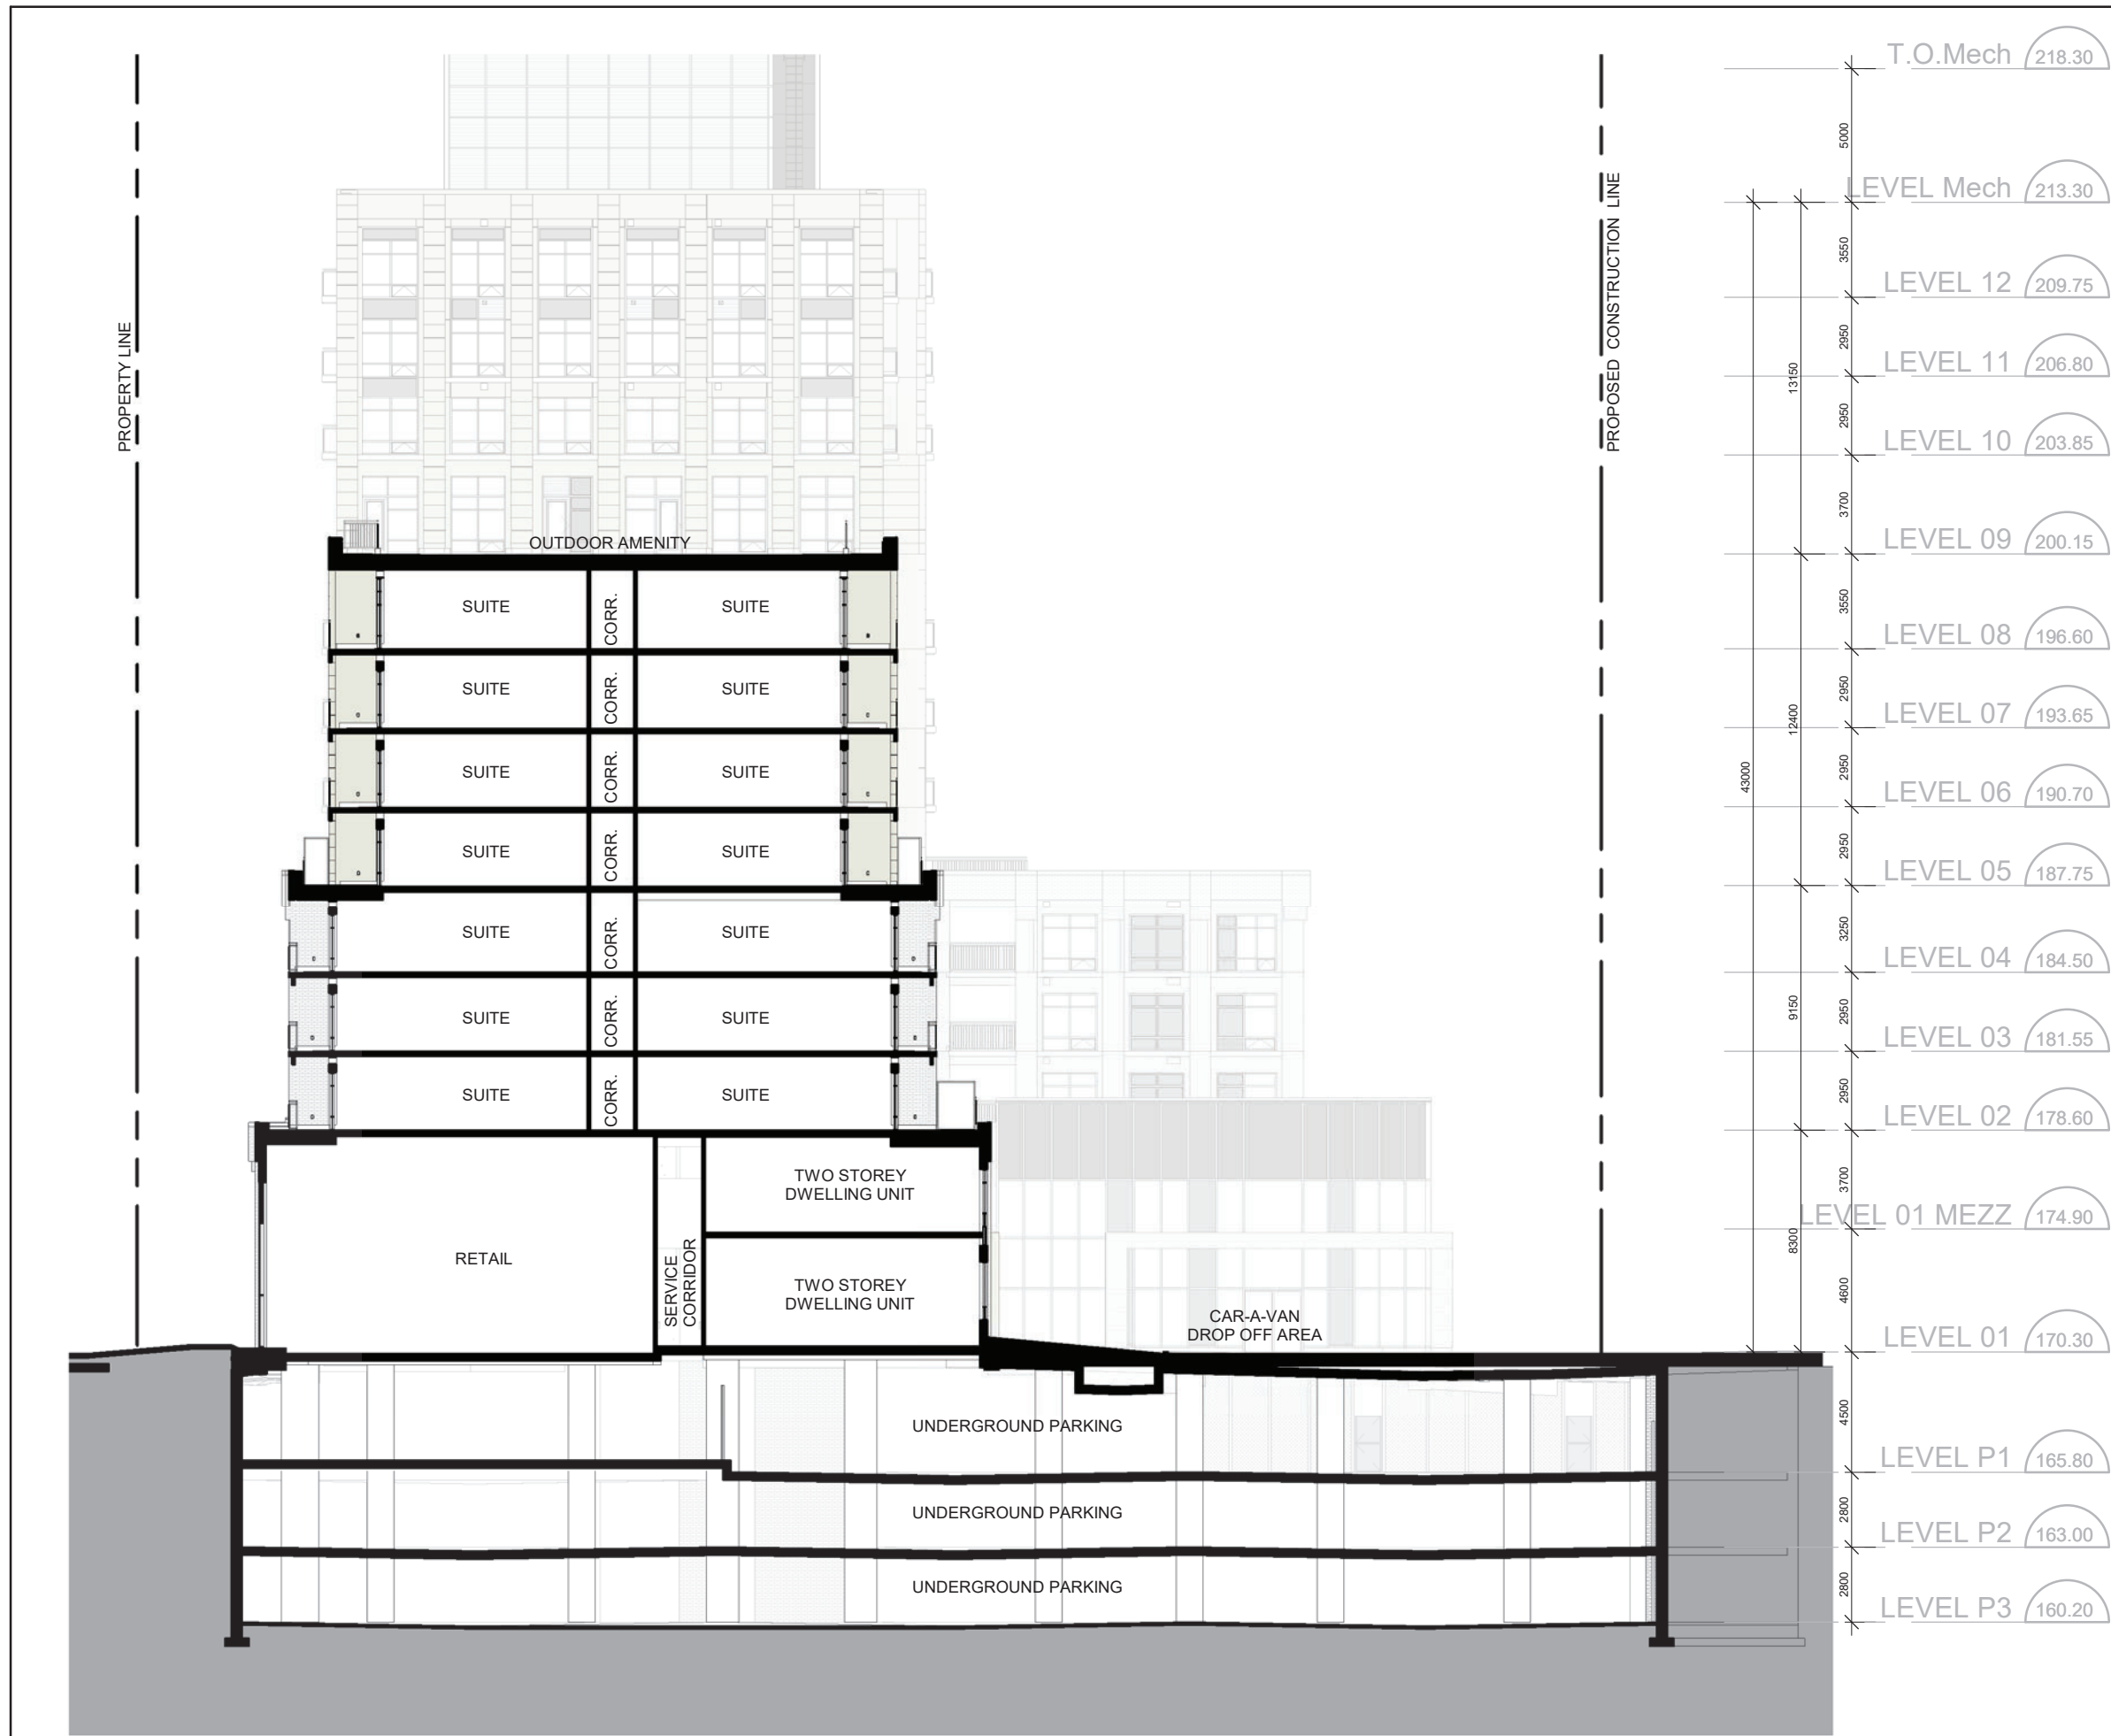 T.O.Mech 218.30
5000
LEVEL Mech 213.30
3550
LEVEL 12 209.75
2950
LEVEL 11 206.80
2950
LEVEL 10 203.85
3700
LEVEL 09 200.15
3550
LEVEL 08 196.60
2950
LEVEL 07 193.65
2950
LEVEL 06 190.70
2950
LEVEL 05 187.75
3250
LEVEL 04 184.50
2950
LEVEL 03 181.55
2950
LEVEL 02 178.60
3700
LEVEL 01 MEZZ 174.90
4600
LEVEL 01 170.30
4500
LEVEL P1 165.80
2800
LEVEL P2 163.00
2800
LEVEL P3 160.20
13150
12400
9150
8300
43000
PROPERTY LINE
PROPOSED CONSTRUCTION LINE
OUTDOOR AMENITY
SUITE CORR. SUITE
SUITE CORR. SUITE
SUITE CORR. SUITE
SUITE CORR. SUITE
SUITE CORR. SUITE
SUITE CORR. SUITE
SUITE CORR. SUITE
RETAIL
SERVICE
CORRIDOR
TWO STOREY
DWELLING UNIT
TWO STOREY
DWELLING UNIT
CAR-A-VAN
DROP OFF AREA
UNDERGROUND PARKING
UNDERGROUND PARKING
UNDERGROUND PARKING